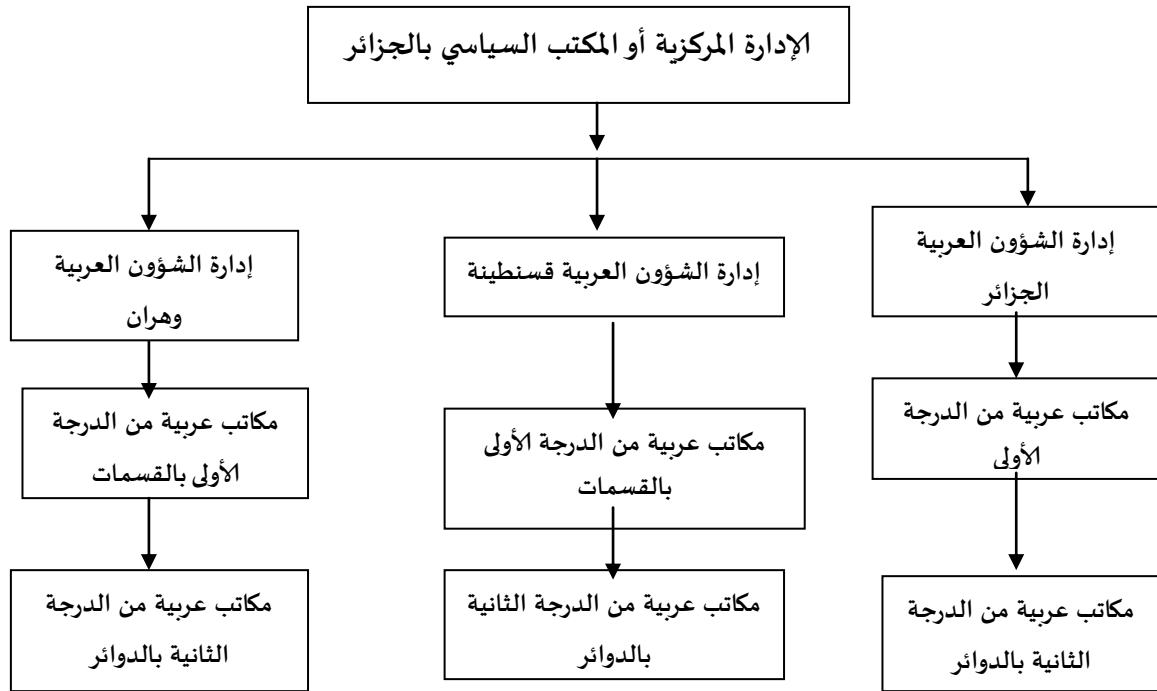 الإدارة المركزية أو المكتب السياسي بالجزائر
إدارة الشؤون العربية
الجزائر
إدارة الشؤون العربية قسنطينة
إدارة الشؤون العربية
وهران
مكاتب عربية من الدرجة
الأولى
مكاتب عربية من الدرجة الأولى
بالقسمات
مكاتب عربية من الدرجة
الأولى بالقسمات
مكاتب عربية من الدرجة
الثانية بالدوائر
مكاتب عربية من الدرجة الثانية
بالدوائر
مكاتب عربية من الدرجة
الثانية بالدوائر